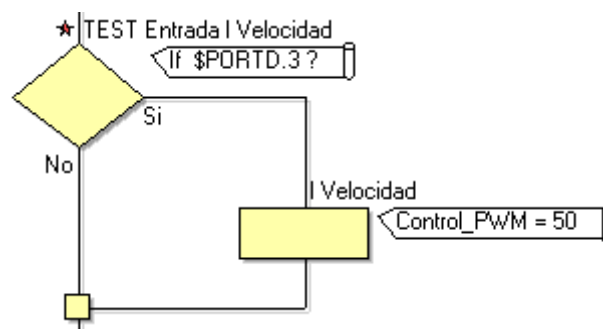 TEST Entrada I Velocidad
If $PORTD.3 ?
Si
No
I Velocidad
Control_PWM = 50